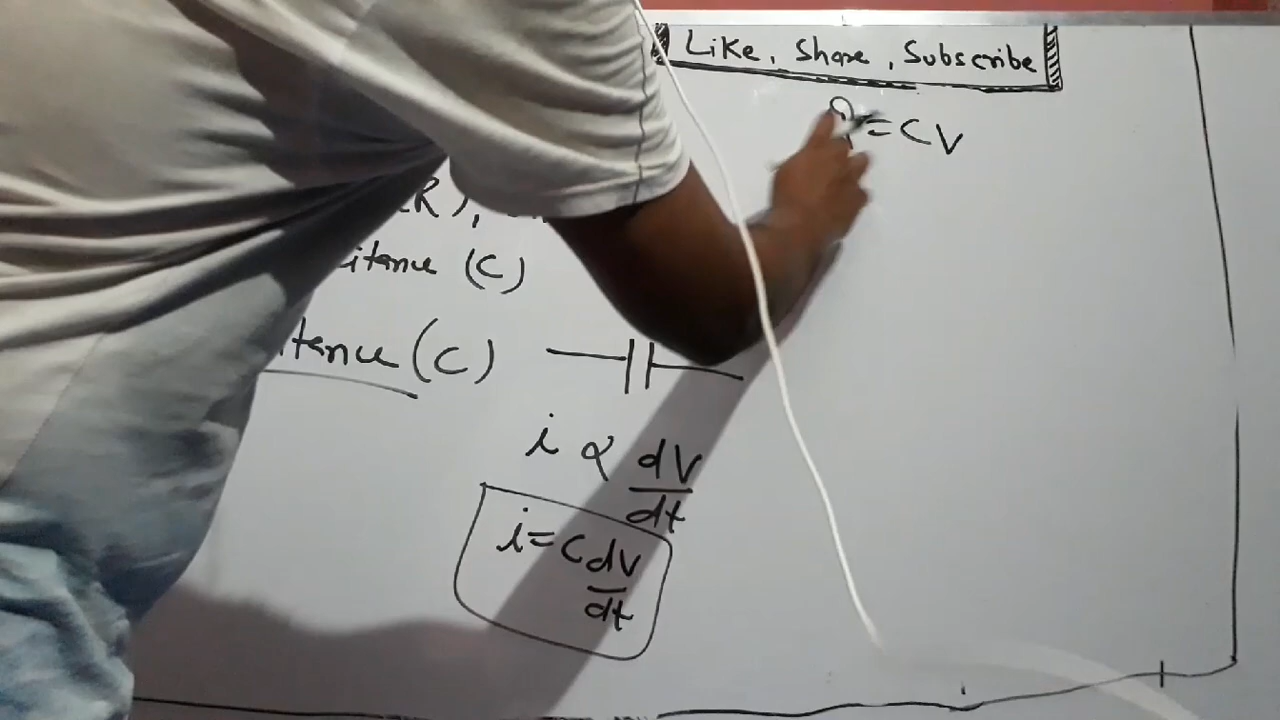 Like, Share, Subscribe
Q=CV
R),
itance (C)
itance (C)
i ∝ dV/dt
i=C dV/dt